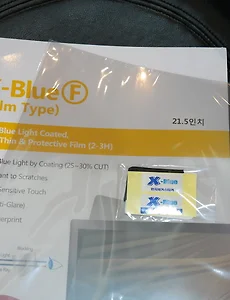 X-Blue F
lm Type)
21.5인치
Blue Light Coated,
Thin & Protective Film (2-3H)
Blue Light by Coating (25~30% CUT)
ant to Scratches
Sensitive Touch
ti-Glare)
erprint
X-Blue
X-Blue